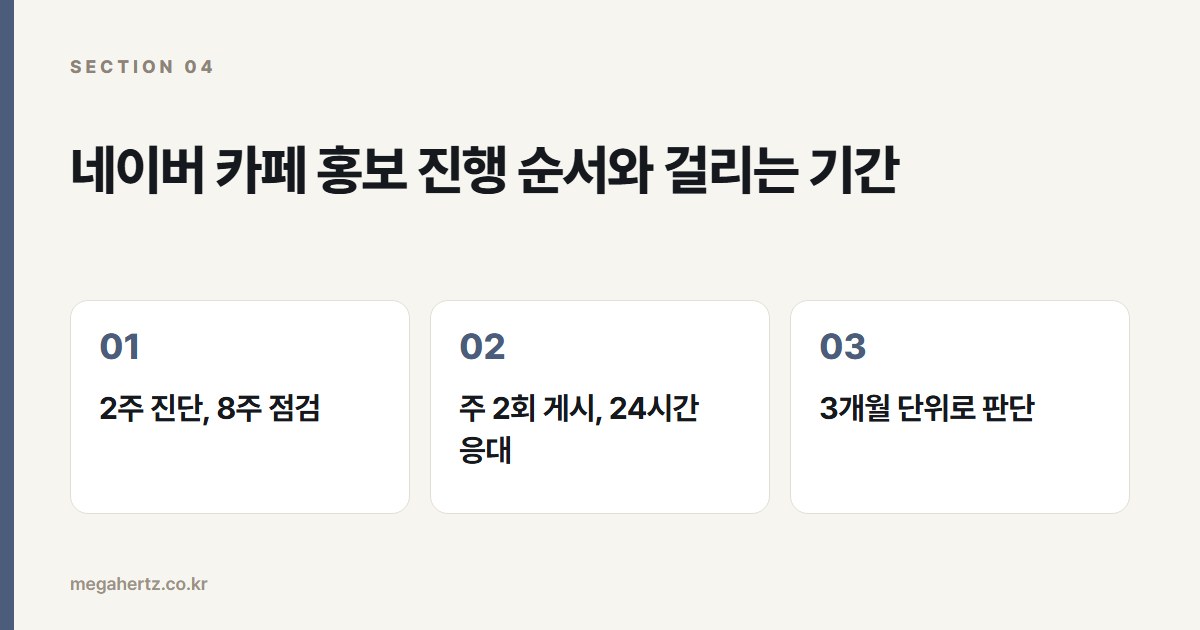 SECTION 04
네이버 카페 홍보 진행 순서와 걸리는 기간
01
2주 진단, 8주 점검
02
주 2회 게시, 24시간
응대
03
3개월 단위로 판단
megahertz.co.kr